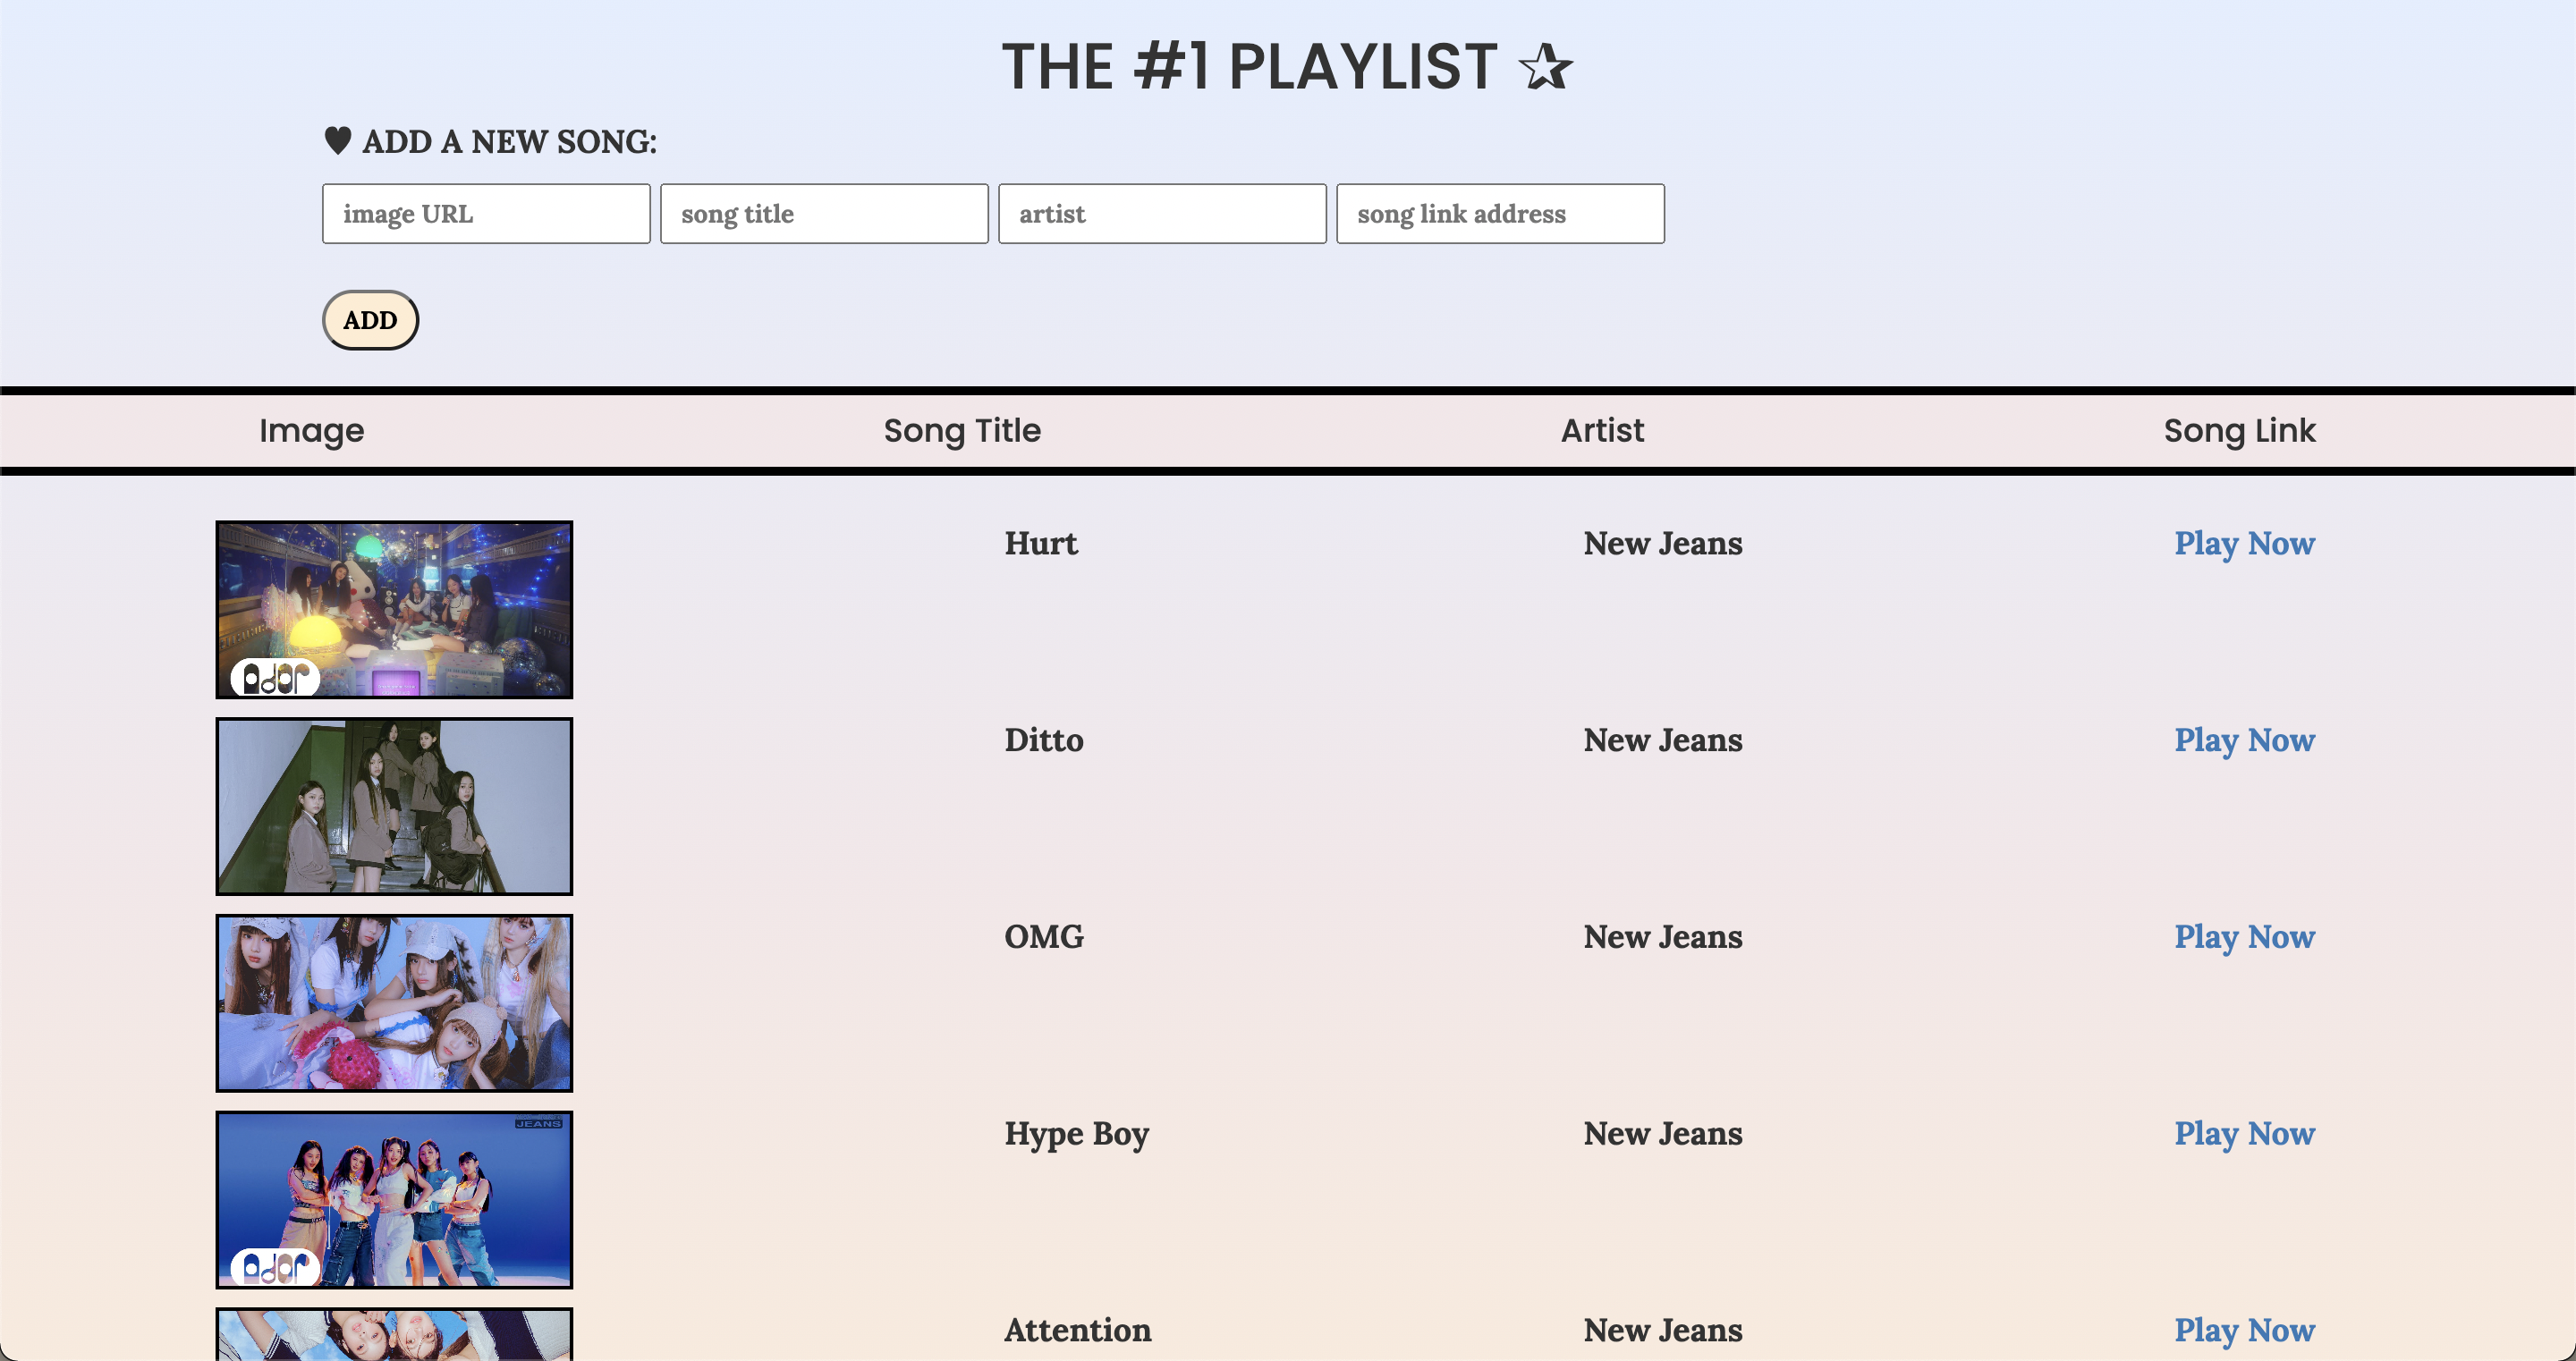 THE #1 PLAYLIST ✰
♥ ADD A NEW SONG:
image URL song title artist song link address
ADD
Image Song Title Artist Song Link
Hurt New Jeans Play Now
ador
Ditto New Jeans Play Now
OMG New Jeans Play Now
JEANS
Hype Boy New Jeans Play Now
ador
Attention New Jeans Play Now